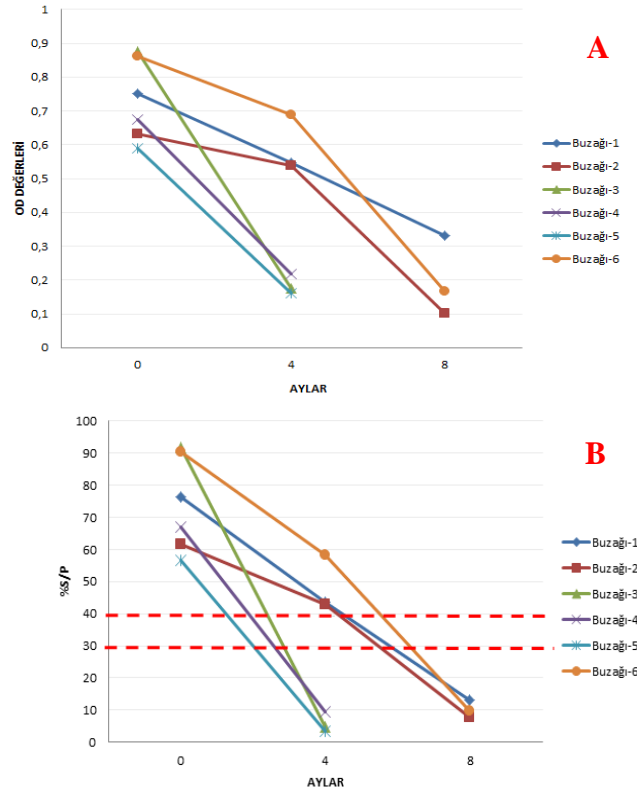 A
1
0,9
0,8
0,7
0,6
0,5
0,4
0,3
0,2
0,1
0
OD DEĞERLERİ
0 4 8
AYLAR
Buzağı-1
Buzağı-2
Buzağı-3
Buzağı-4
Buzağı-5
Buzağı-6
B
100
90
80
70
60
50
40
30
20
10
0
%S/P
0 4 8
AYLAR
Buzağı-1
Buzağı-2
Buzağı-3
Buzağı-4
Buzağı-5
Buzağı-6